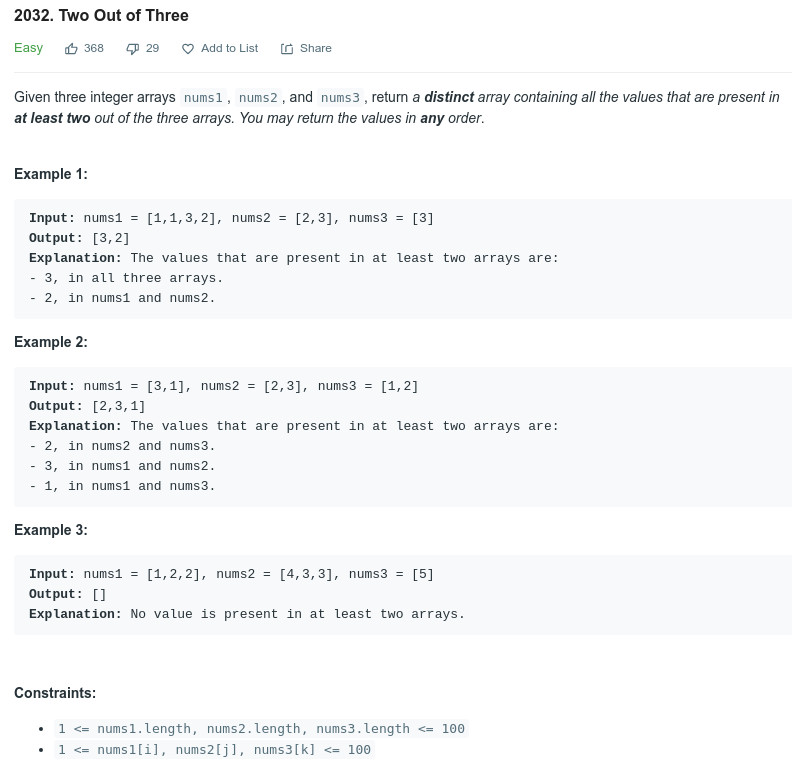 2032. Two Out of Three
Easy 368 29 Add to List Share
Given three integer arrays nums1, nums2, and nums3, return a distinct array containing all the values that are present in
at least two out of the three arrays. You may return the values in any order.
Example 1:
Input: nums1 = [1,1,3,2], nums2 = [2,3], nums3 = [3]
Output: [3,2]
Explanation: The values that are present in at least two arrays are:
- 3, in all three arrays.
- 2, in nums1 and nums2.
Example 2:
Input: nums1 = [3,1], nums2 = [2,3], nums3 = [1,2]
Output: [2,3,1]
Explanation: The values that are present in at least two arrays are:
- 2, in nums2 and nums3.
- 3, in nums1 and nums2.
- 1, in nums1 and nums3.
Example 3:
Input: nums1 = [1,2,2], nums2 = [4,3,3], nums3 = [5]
Output: []
Explanation: No value is present in at least two arrays.
Constraints:
• 1 <= nums1.length, nums2.length, nums3.length <= 100
• 1 <= nums1[i], nums2[j], nums3[k] <= 100